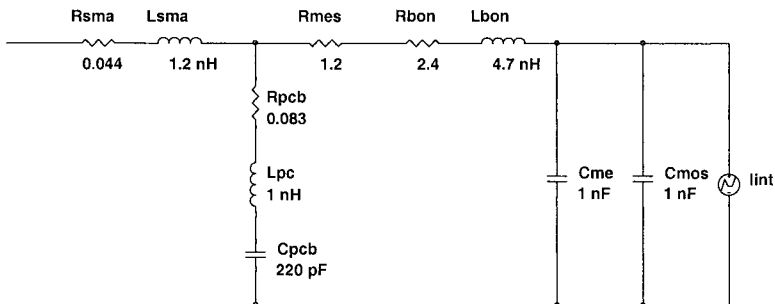 Rsma Lsma Rmes Rbon Lbon
0.044 1.2 nH 1.2 2.4 4.7 nH
Rpcb
0.083
Lpc
1 nH
Cme Cmos Iint
1 nF 1 nF
Cpcb
220 pF